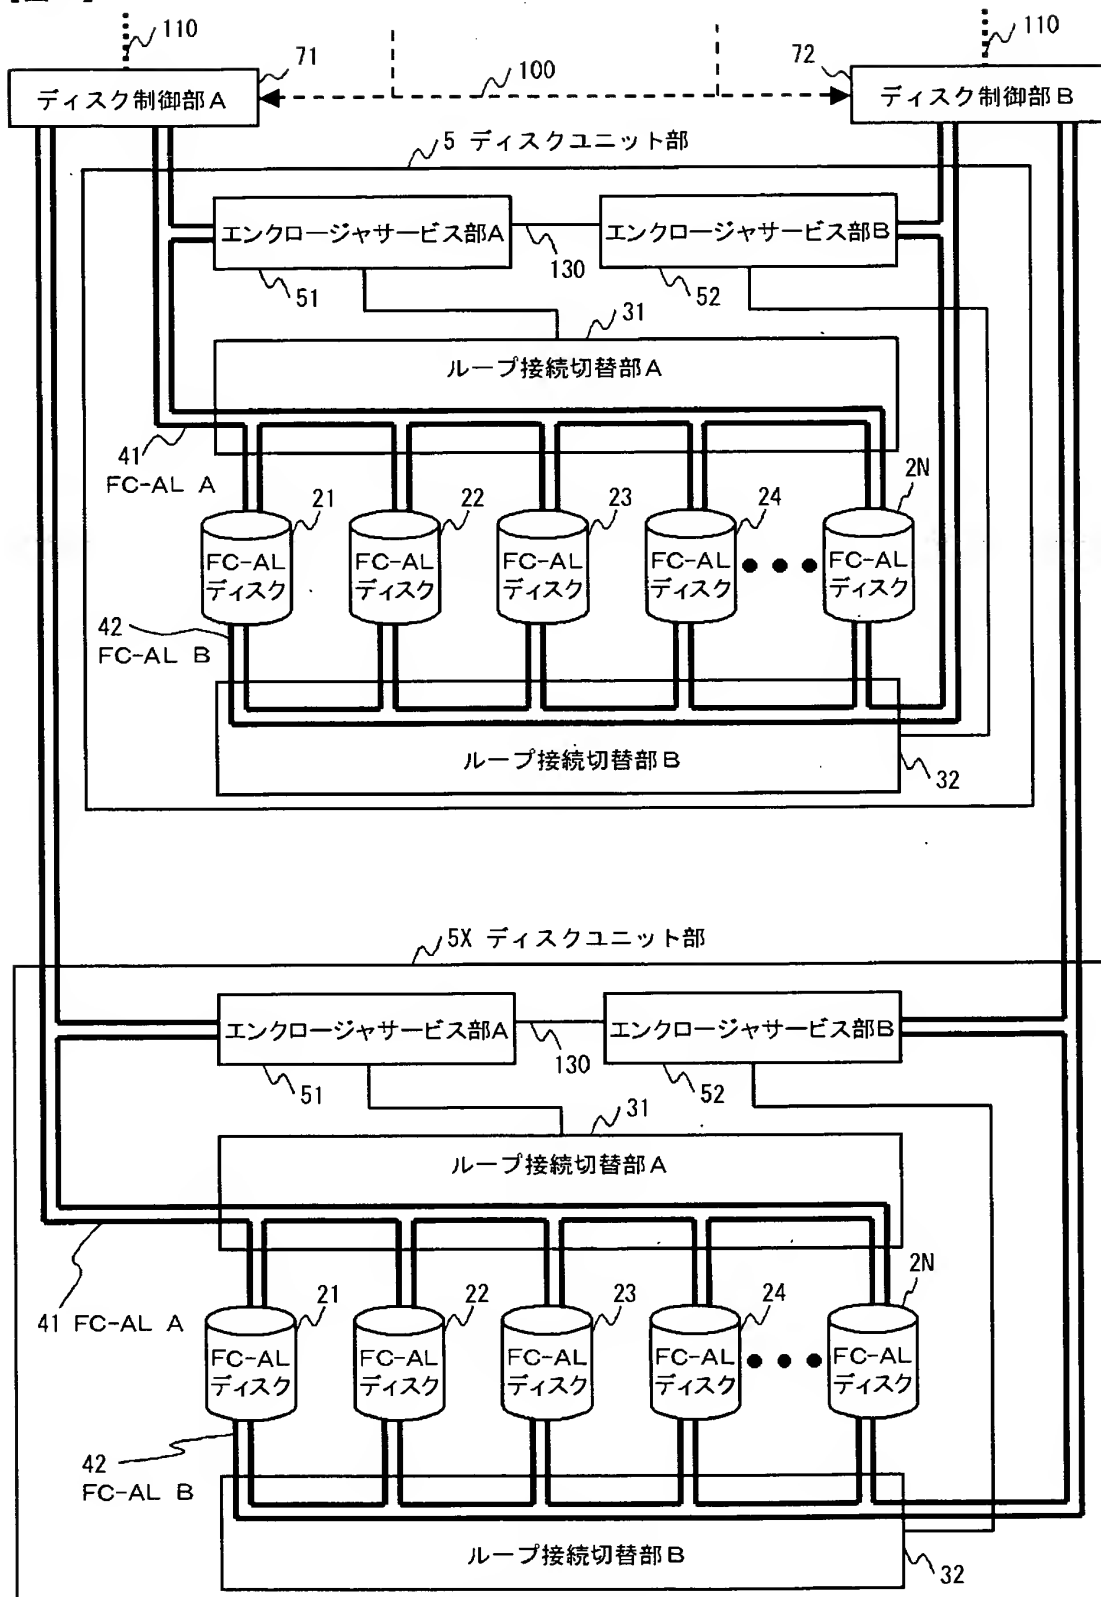 110
110
71
72
100
ディスク制御部A
ディスク制御部B
5 ディスクユニット部
エンクロージャサービス部A
エンクロージャサービス部B
130
51
52
31
ループ接続切替部A
41
FC-AL A
21
22
23
24
2N
FC-AL
ディスク
FC-AL
ディスク
FC-AL
ディスク
FC-AL
ディスク
FC-AL
ディスク
42
FC-AL B
ループ接続切替部B
32
5X ディスクユニット部
エンクロージャサービス部A
エンクロージャサービス部B
130
51
52
31
ループ接続切替部A
41 FC-AL A
21
22
23
24
2N
FC-AL
ディスク
FC-AL
ディスク
FC-AL
ディスク
FC-AL
ディスク
FC-AL
ディスク
42
FC-AL B
ループ接続切替部B
32